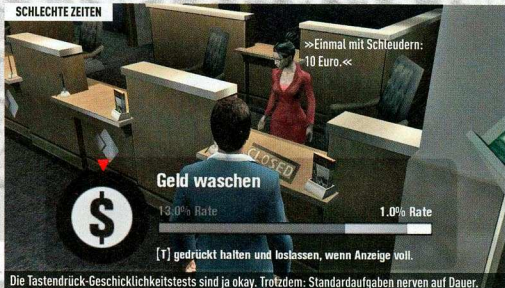 SCHLECHTE ZEITEN
»Einmal mit Schleudern:
10 Euro.«
CLOSED
$
Geld waschen
13.0% Rate 1.0% Rate
[T] gedrückt halten und loslassen, wenn Anzeige voll.
Die Tastendrück-Geschicklichkeitstests sind ja okay. Trotzdem: Standardaufgaben nerven auf Dauer.